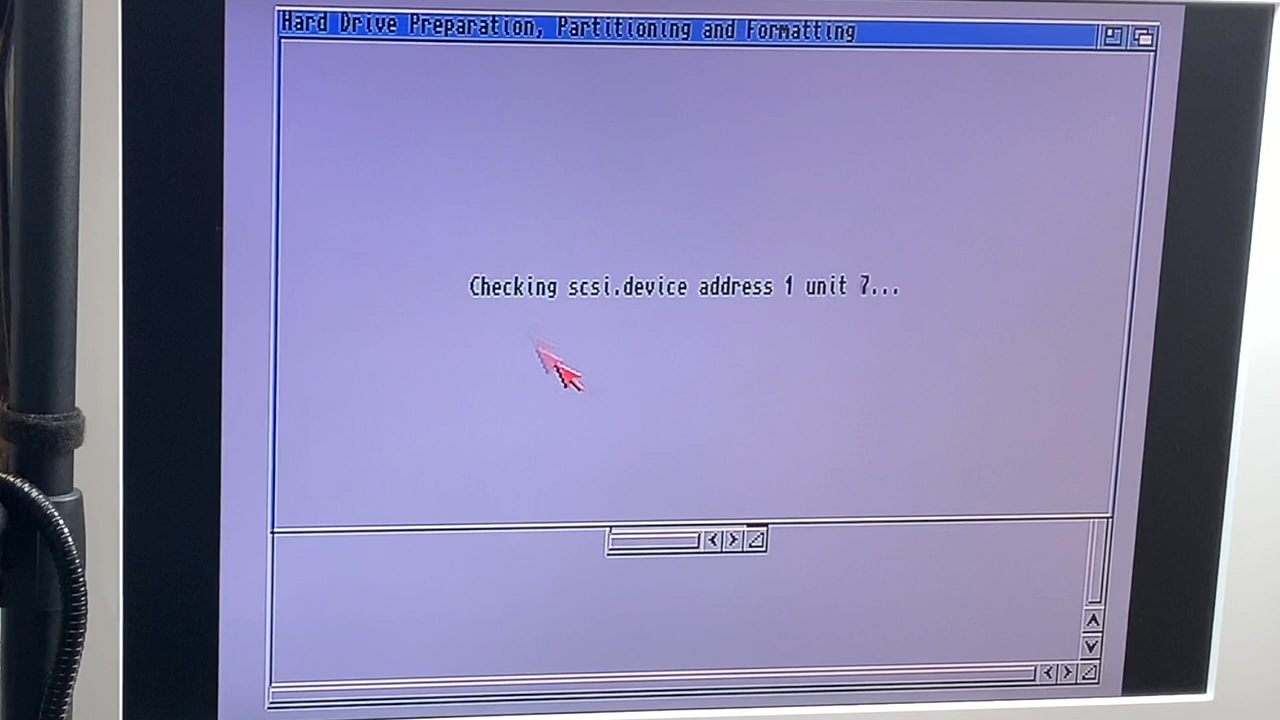 Hard Drive Preparation, Partitioning and Formatting
Checking scsi.device address 1 unit 7...